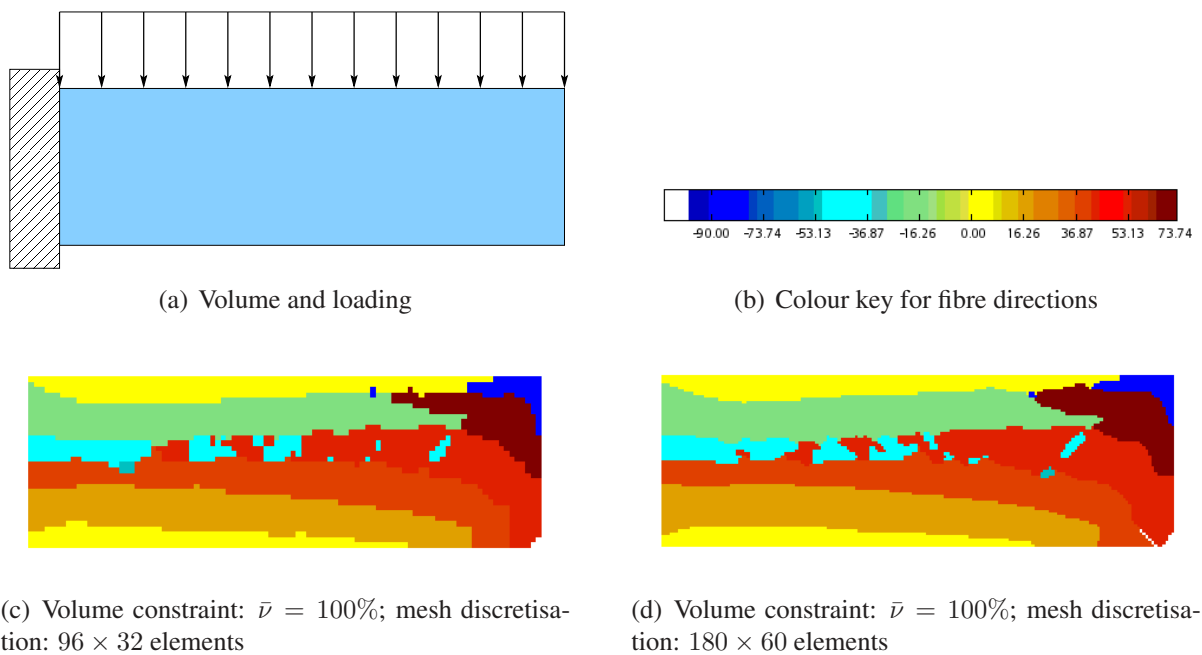 -90.00 -73.74 -53.13 -36.87 -16.26 0.00 16.26 36.87 53.13 73.74
(a) Volume and loading
(b) Colour key for fibre directions
(c) Volume constraint: ν̄ = 100%; mesh discretisa-
tion: 96 × 32 elements
(d) Volume constraint: ν̄ = 100%; mesh discretisa-
tion: 180 × 60 elements